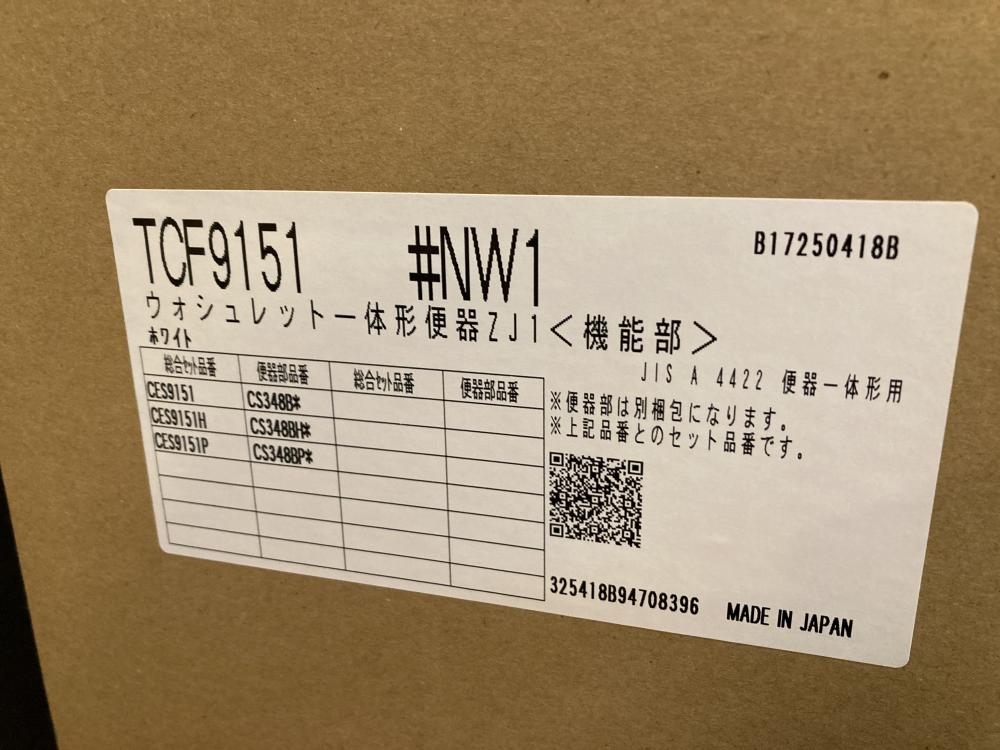 TCF9151 #NW1 B17250418B
ウォシュレット一体形便器ZJ1<機能部>
ホワイト
JIS A 4422 便器一体形用
総合セット品番 便器部品番 総合セット品番 便器部品番
CES9151 CS348B*
CES9151H CS348BH*
CES9151P CS348BP*
※便器部は別梱包になります。
※上記品番とのセット品番です。
325418B94708396 MADE IN JAPAN